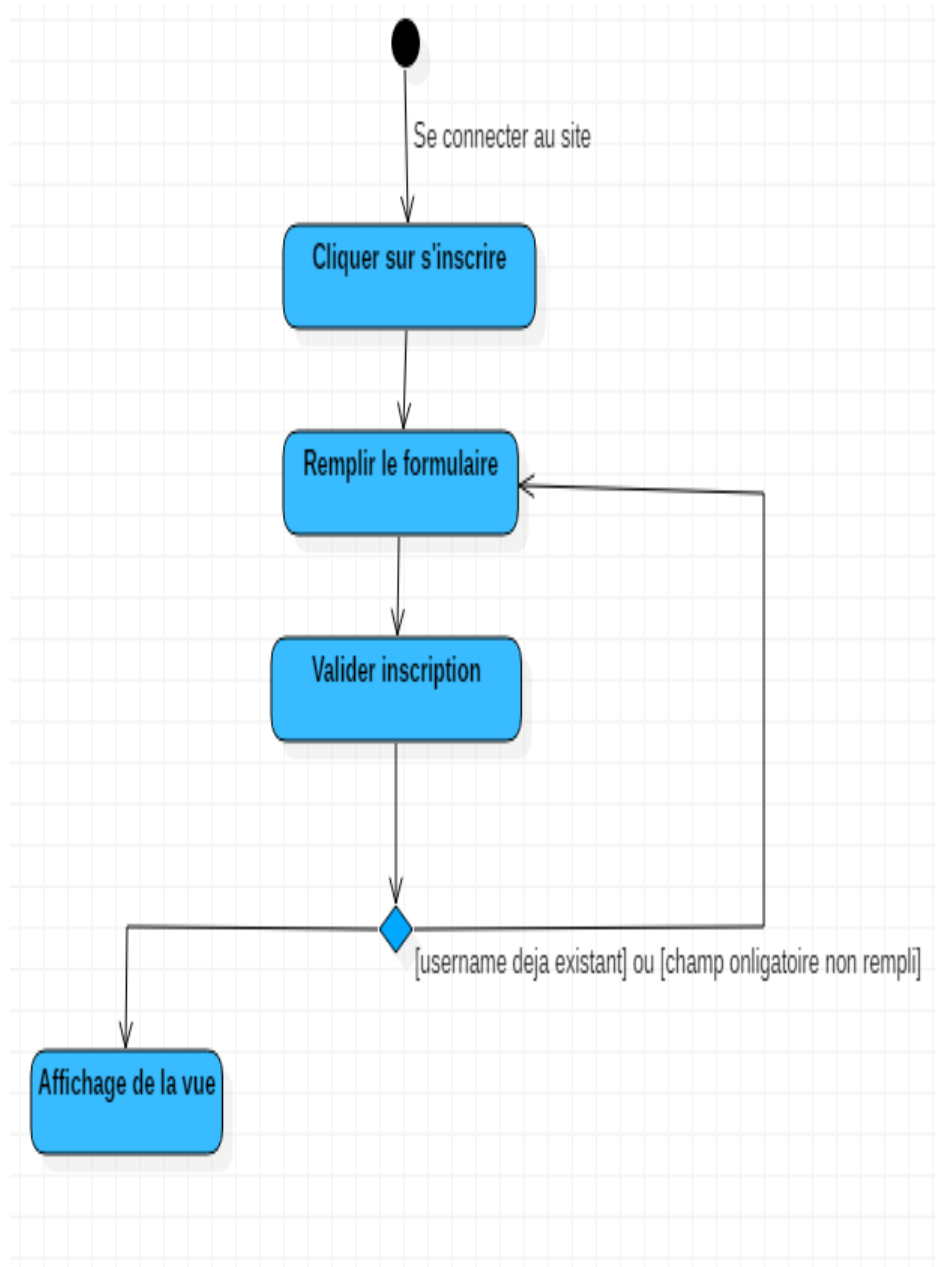 Se connecter au site
Cliquer sur s'inscrire
Remplir le formulaire
Valider inscription
[username deja existant] ou [champ onligatoire non rempli]
Affichage de la vue